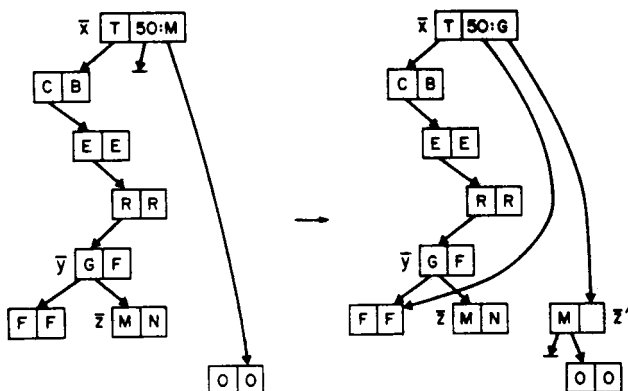 x̄ T 50:M
C B
E E
R R
ȳ G F
F F z̄ M N
O O
x̄ T 50:G
C B
E E
R R
ȳ G F
F F z̄ M N M z̄'
O O